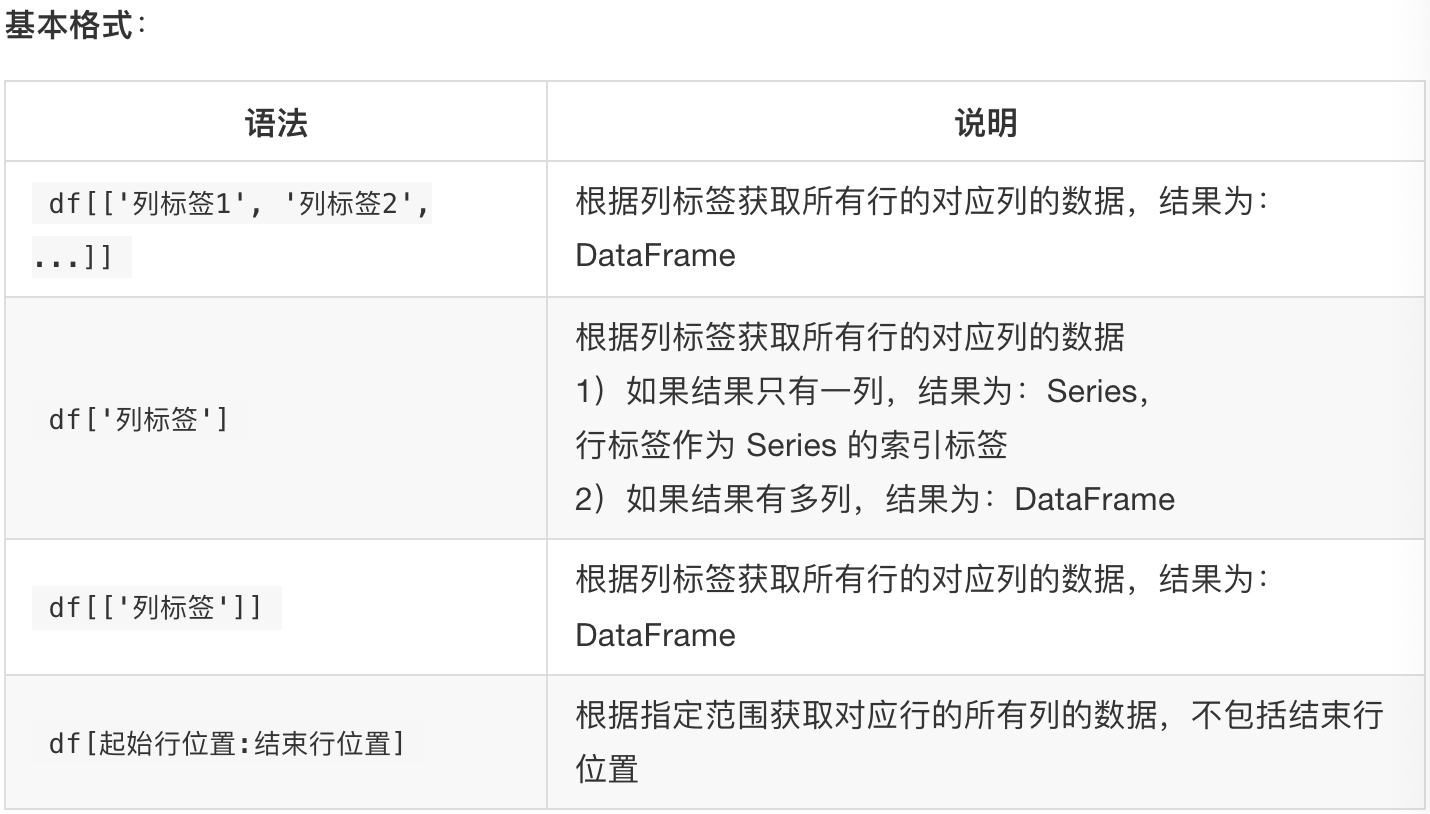 基本格式：
语法
说明
df[['列标签1', '列标签2',
...]]
根据列标签获取所有行的对应列的数据，结果为：
DataFrame
df['列标签']
根据列标签获取所有行的对应列的数据
1）如果结果只有一列，结果为：Series，
行标签作为 Series 的索引标签
2）如果结果有多列，结果为：DataFrame
df[['列标签']]
根据列标签获取所有行的对应列的数据，结果为：
DataFrame
df[起始行位置:结束行位置]
根据指定范围获取对应行的所有列的数据，不包括结束行
位置